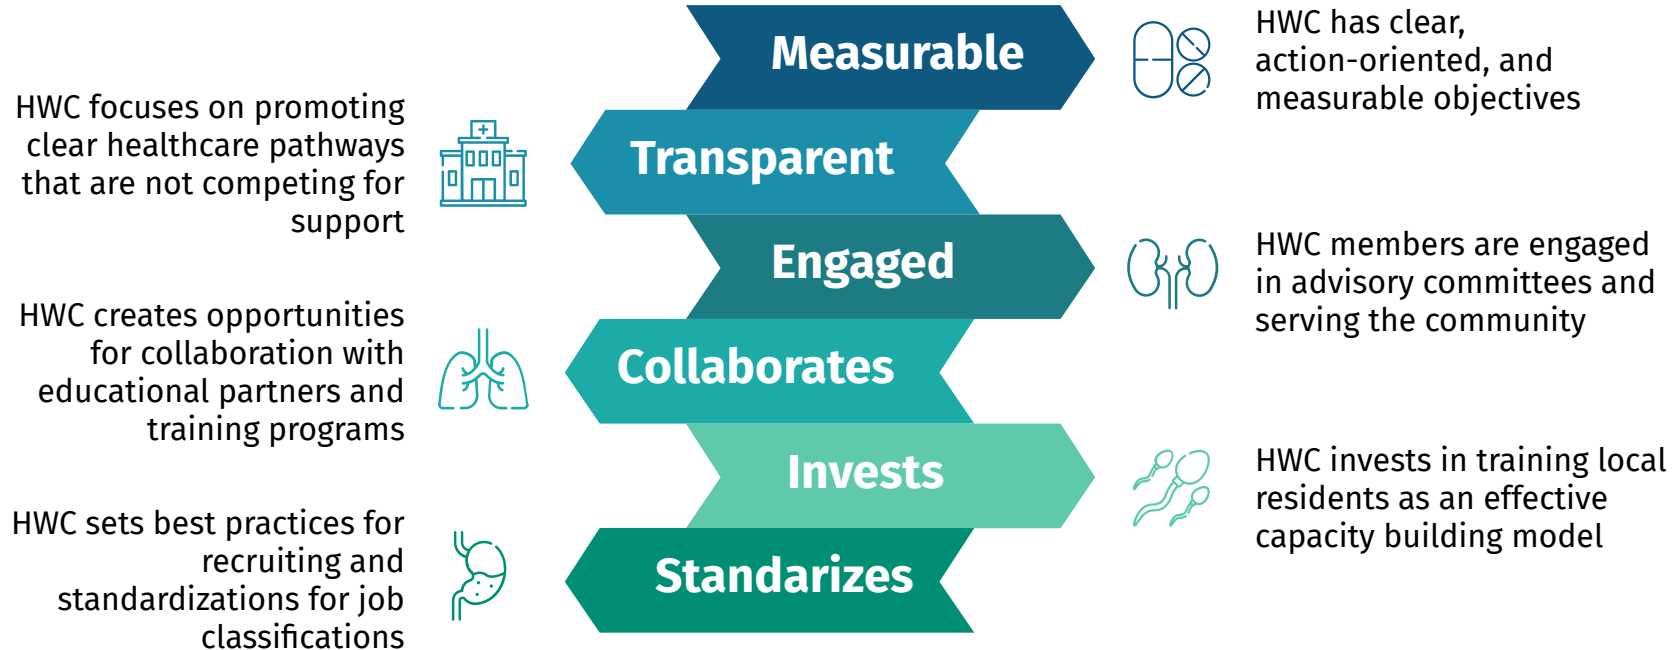 Measurable
HWC has clear,
action-oriented, and
measurable objectives
Transparent
HWC focuses on promoting
clear healthcare pathways
that are not competing for
support
Engaged
HWC members are engaged
in advisory committees and
serving the community
Collaborates
HWC creates opportunities
for collaboration with
educational partners and
training programs
Invests
HWC invests in training local
residents as an effective
capacity building model
Standarizes
HWC sets best practices for
recruiting and
standardizations for job
classifications